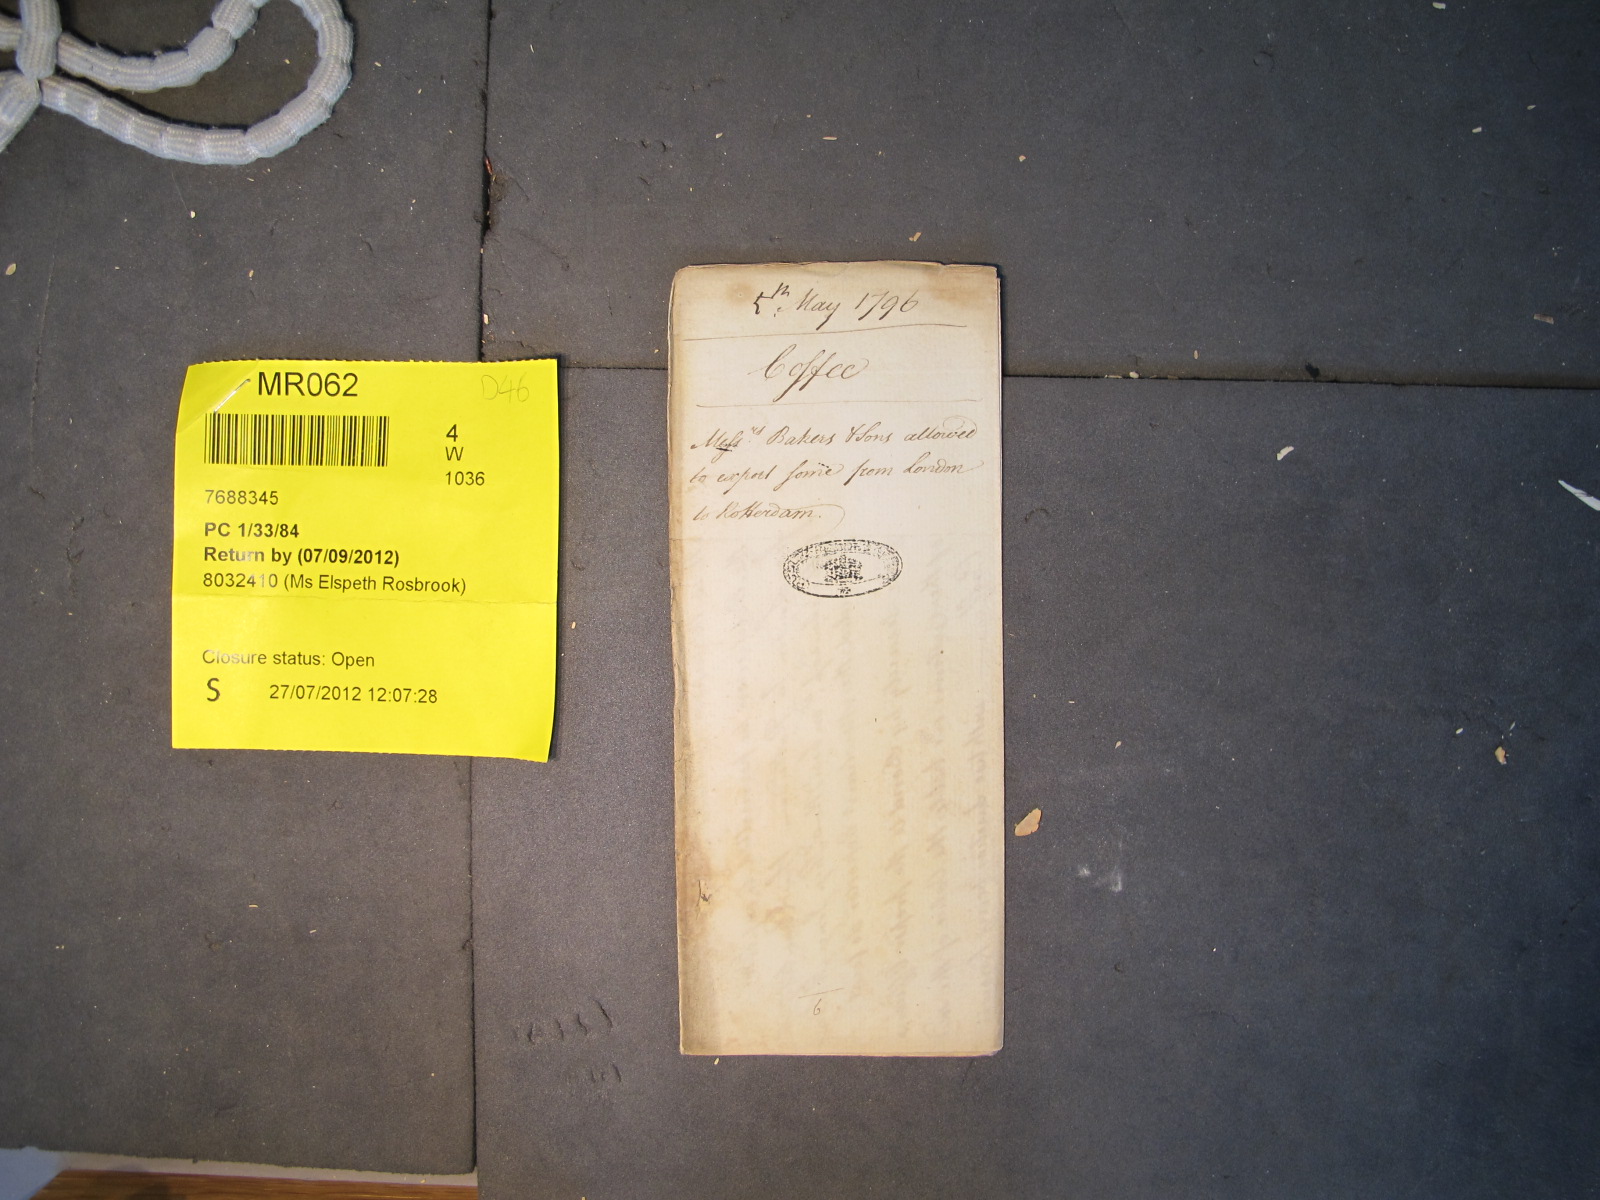 MR062
D46
4
W
1036
7688345
PC 1/33/84
Return by (07/09/2012)
8032410 (Ms Elspeth Rosbrook)
Closure status: Open
S 27/07/2012 12:07:28
5th May 1796
Coffee
Messrs Bakers & Sons allowed
to export some from London
to Rotterdam.
6